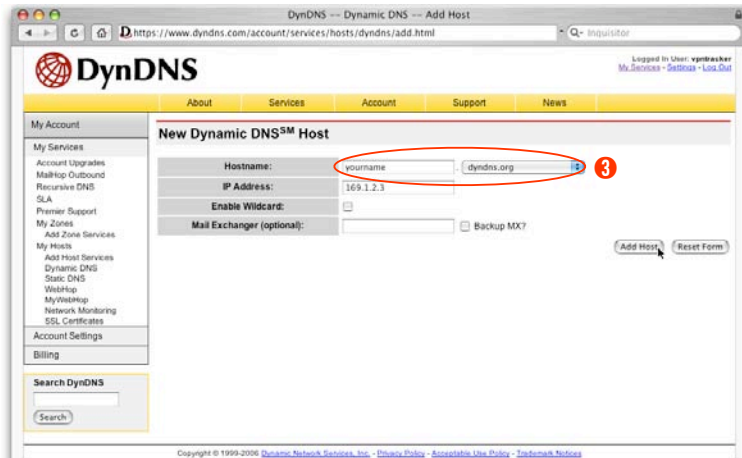 DynDNS -- Dynamic DNS -- Add Host
https://www.dyndns.com/account/services/hosts/dyndns/add.html
Inquisitor
DynDNS
Logged In User: vpntracker
My Services - Settings - Log Out
About Services Account Support News
My Account
My Services
Account Upgrades
MailHop Outbound
Recursive DNS
SLA
Premier Support
My Zones
Add Zone Services
My Hosts
Add Host Services
Dynamic DNS
Static DNS
WebHop
MyWebHop
Network Monitoring
SSL Certificates
Account Settings
Billing
Search DynDNS
Search
New Dynamic DNS℠ Host
Hostname: yourname . dyndns.org
3
IP Address: 169.1.2.3
Enable Wildcard:
Mail Exchanger (optional): Backup MX?
Add Host Reset Form
Copyright © 1999-2006 Dynamic Network Services, Inc. - Privacy Policy - Acceptable Use Policy - Trademark Notices